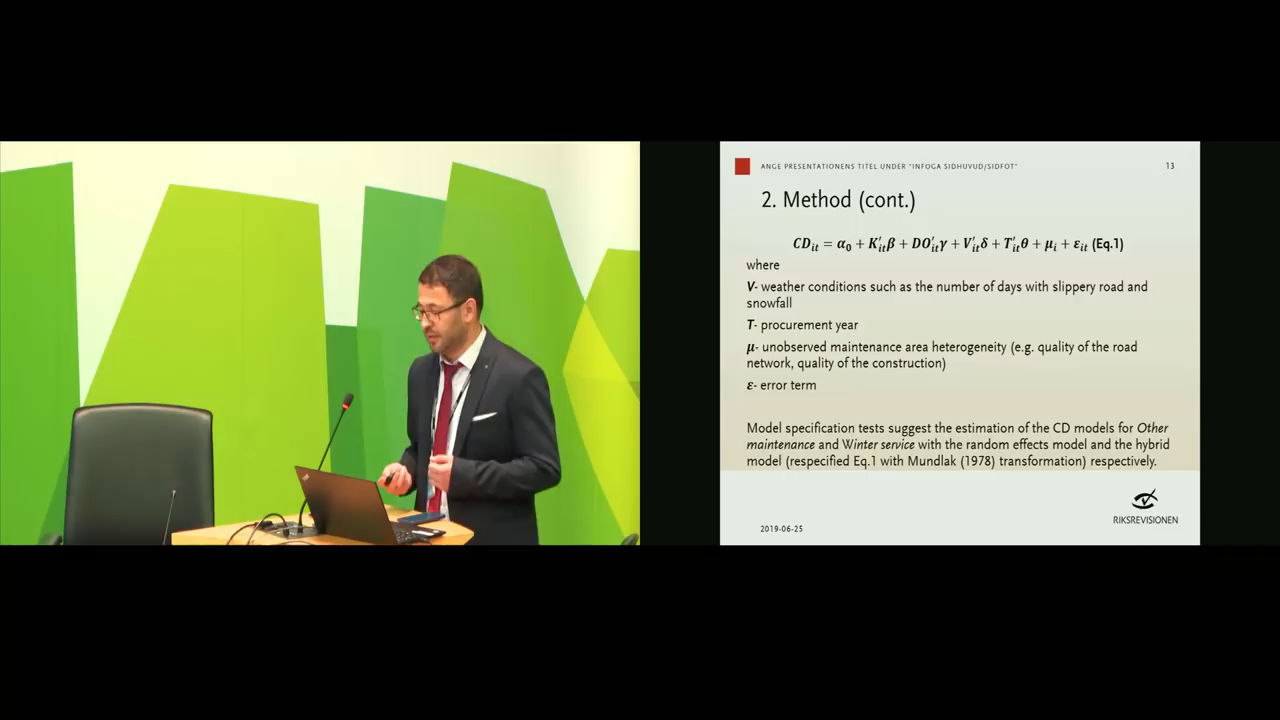 ANGE PRESENTATIONENS TITEL UNDER "INFOGA SIDHUVUD/SIDFOT"
13
2. Method (cont.)
CD_it = α_0 + K′_it β + DO′_it γ + V′_it δ + T′_it θ + μ_i + ε_it (Eq.1)
where
V- weather conditions such as the number of days with slippery road and
snowfall
T- procurement year
μ- unobserved maintenance area heterogeneity (e.g. quality of the road
network, quality of the construction)
ε- error term
Model specification tests suggest the estimation of the CD models for Other
maintenance and Winter service with the random effects model and the hybrid
model (respecified Eq.1 with Mundlak (1978) transformation) respectively.
RIKSREVISIONEN
2019-06-25